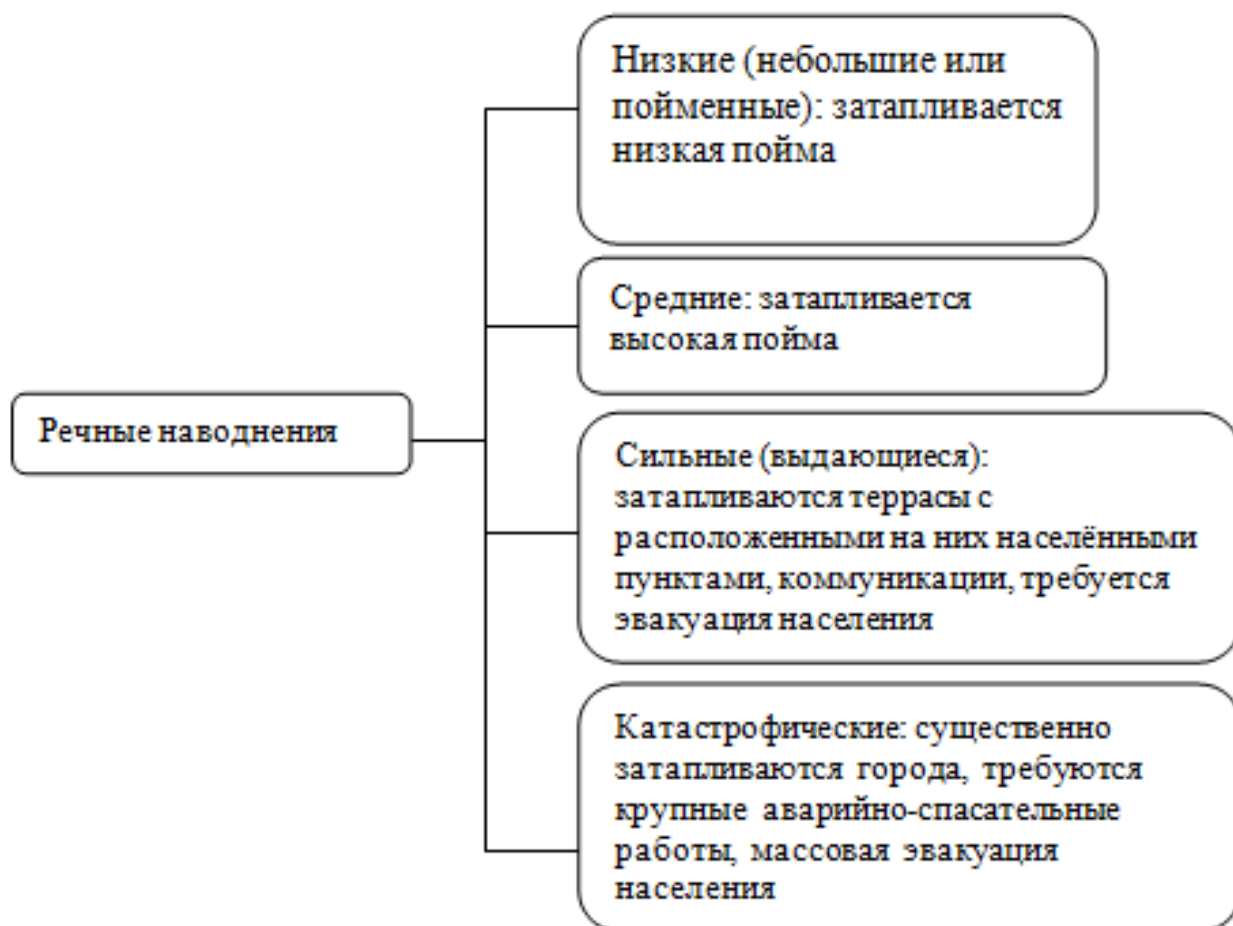 Низкие (небольшие или
пойменные): затапливается
низкая пойма
Средние: затапливается
высокая пойма
Речные наводнения
Сильные (выдающиеся):
затапливаются террасы с
расположенными на них населёнными
пунктами, коммуникации, требуется
эвакуация населения
Катастрофические: существенно
затапливаются города, требуются
крупные аварийно-спасательные
работы, массовая эвакуация
населения